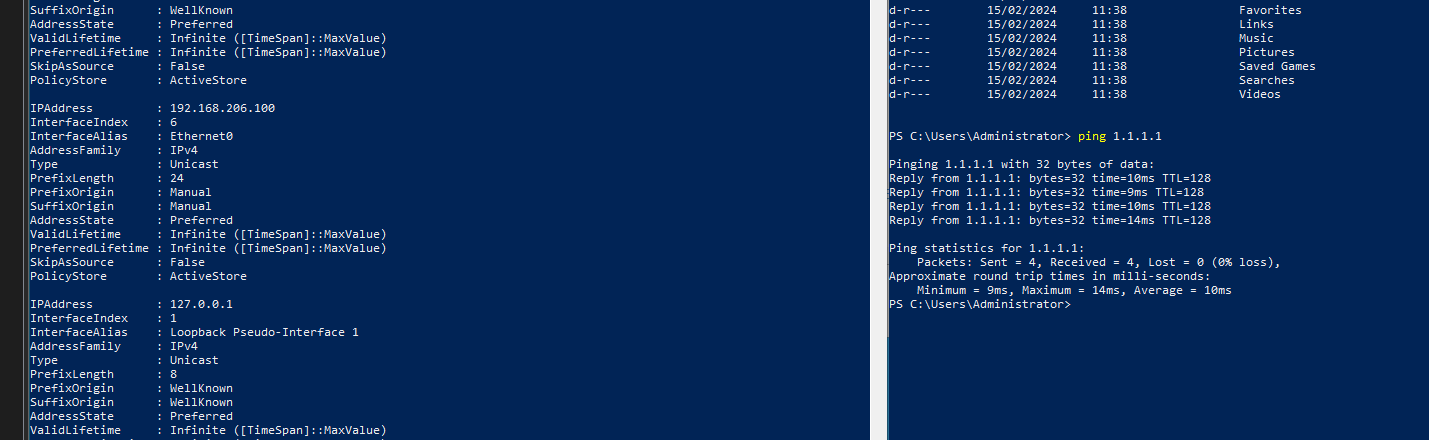 SuffixOrigin      : WellKnown
AddressState      : Preferred
ValidLifetime     : Infinite ([TimeSpan]::MaxValue)
PreferredLifetime : Infinite ([TimeSpan]::MaxValue)
SkipAsSource      : False
PolicyStore       : ActiveStore
IPAddress         : 192.168.206.100
InterfaceIndex    : 6
InterfaceAlias    : Ethernet0
AddressFamily     : IPv4
Type              : Unicast
PrefixLength      : 24
PrefixOrigin      : Manual
SuffixOrigin      : Manual
AddressState      : Preferred
ValidLifetime     : Infinite ([TimeSpan]::MaxValue)
PreferredLifetime : Infinite ([TimeSpan]::MaxValue)
SkipAsSource      : False
PolicyStore       : ActiveStore
IPAddress         : 127.0.0.1
InterfaceIndex    : 1
InterfaceAlias    : Loopback Pseudo-Interface 1
AddressFamily     : IPv4
Type              : Unicast
PrefixLength      : 8
PrefixOrigin      : WellKnown
SuffixOrigin      : WellKnown
AddressState      : Preferred
ValidLifetime     : Infinite ([TimeSpan]::MaxValue)
d-r---        15/02/2024     11:38                Favorites
d-r---        15/02/2024     11:38                Links
d-r---        15/02/2024     11:38                Music
d-r---        15/02/2024     11:38                Pictures
d-r---        15/02/2024     11:38                Saved Games
d-r---        15/02/2024     11:38                Searches
d-r---        15/02/2024     11:38                Videos
PS C:\Users\Administrator> ping 1.1.1.1
Pinging 1.1.1.1 with 32 bytes of data:
Reply from 1.1.1.1: bytes=32 time=10ms TTL=128
Reply from 1.1.1.1: bytes=32 time=9ms TTL=128
Reply from 1.1.1.1: bytes=32 time=10ms TTL=128
Reply from 1.1.1.1: bytes=32 time=14ms TTL=128
Ping statistics for 1.1.1.1:
    Packets: Sent = 4, Received = 4, Lost = 0 (0% loss),
Approximate round trip times in milli-seconds:
    Minimum = 9ms, Maximum = 14ms, Average = 10ms
PS C:\Users\Administrator>